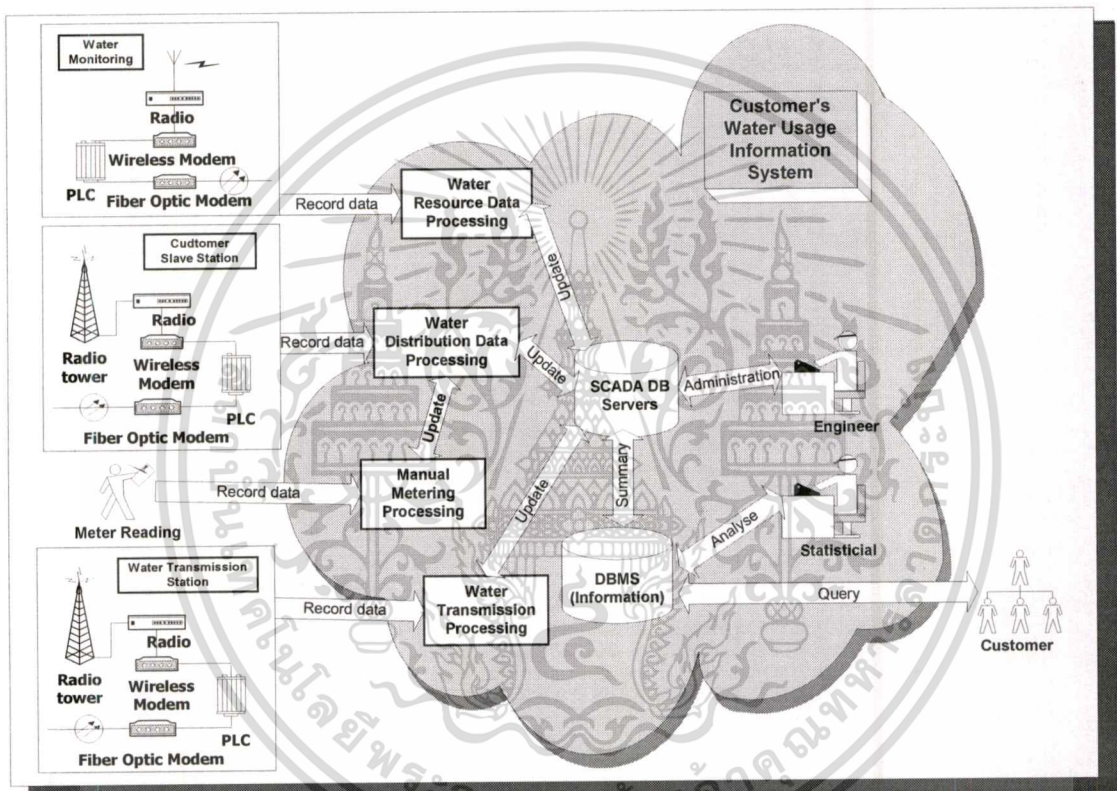 Water
Monitoring
Radio
Wireless Modem
PLC
Fiber Optic Modem
Record data
Water
Resource Data
Processing
Customer's
Water Usage
Information
System
Cudtomer
Slave Station
Radio
Radio
tower
Wireless
Modem
PLC
Fiber Optic Modem
Record data
Water
Distribution Data
Processing
Update
Update
Update
SCADA DB
Servers
Administration
Engineer
Meter Reading
Record data
Manual
Metering
Processing
Update
Summary
Analyse
Statisticial
Water Transmission
Station
Radio
Radio
tower
Wireless
Modem
PLC
Fiber Optic Modem
Record data
Water
Transmission
Processing
DBMS
(Information)
Query
Customer